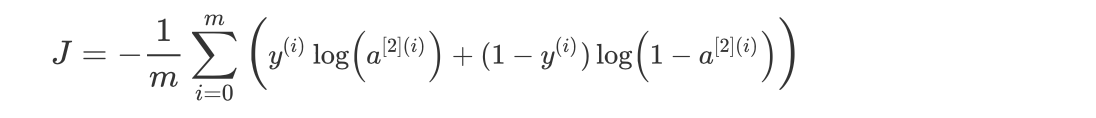 J = -\frac{1}{m} \sum_{i=0}^{m} \left( y^{(i)} \log\left( a^{[2](i)} \right) + (1 - y^{(i)}) \log\left( 1 - a^{[2](i)} \right) \right)